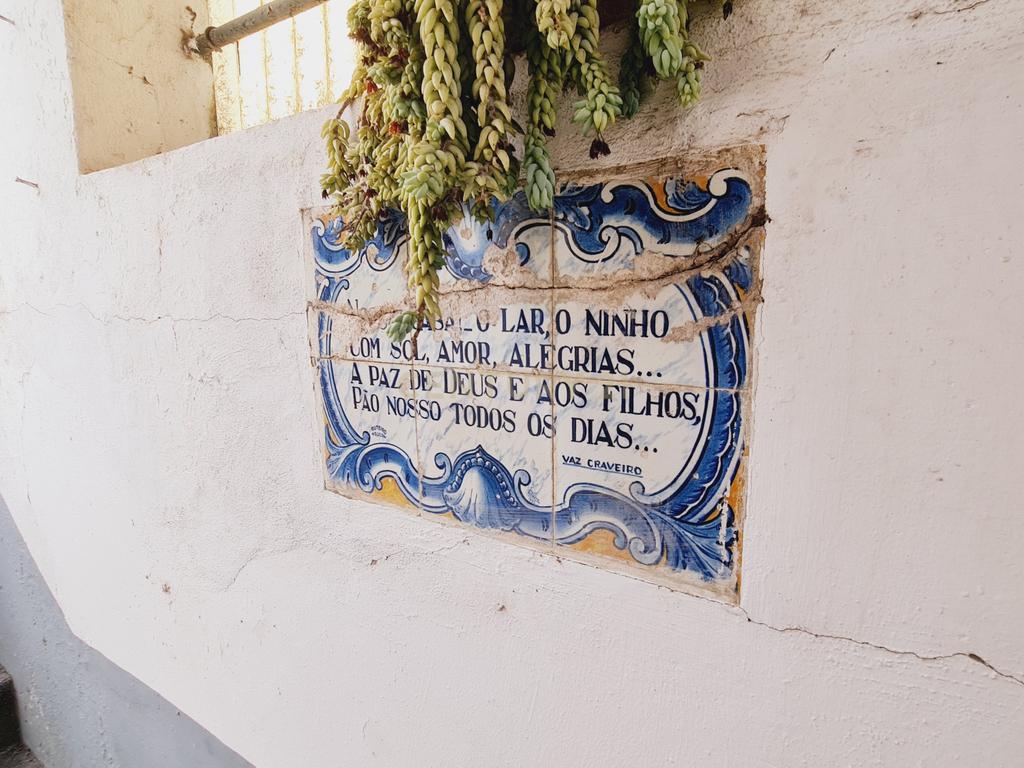 LAR, O NINHO
COM SOL, AMOR, ALEGRIAS...
A PAZ DE DEUS E AOS FILHOS,
PÃO NOSSO TODOS OS DIAS...
VAZ CRAVEIRO